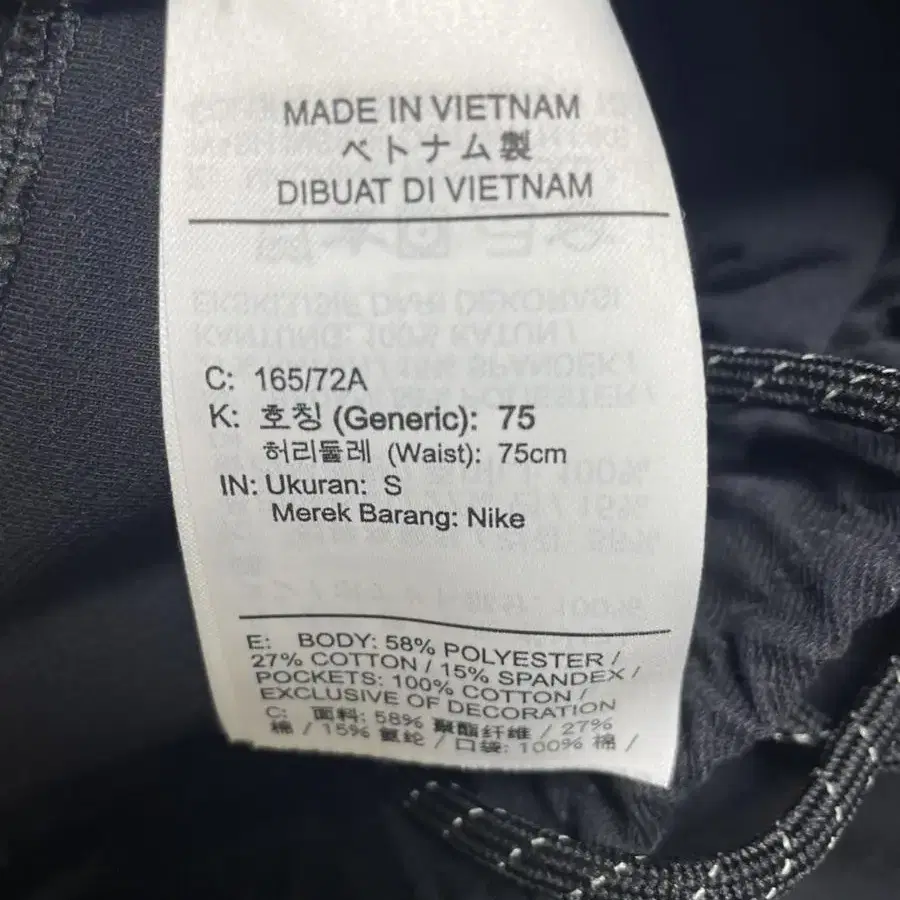 MADE IN VIETNAM
ベトナム製
DIBUAT DI VIETNAM
C: 165/72A
K: 호칭 (Generic): 75
허리둘레 (Waist): 75cm
IN: Ukuran: S
Merek Barang: Nike
E: BODY: 58% POLYESTER /
27% COTTON / 15% SPANDEX /
POCKETS: 100% COTTON /
EXCLUSIVE OF DECORATION
C: 面料: 58% 聚酯纤维 / 27%
棉 / 15% 氨纶 / 口袋: 100% 棉 /